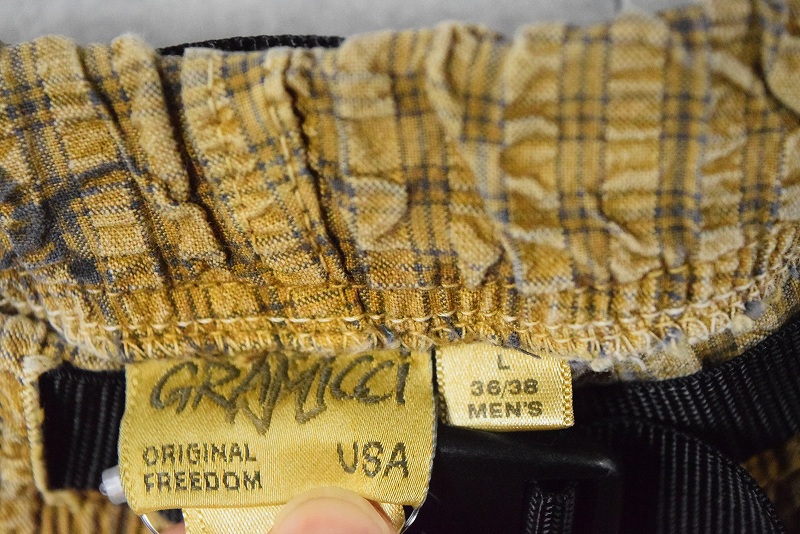 GRAMICCI
ORIGINAL
FREEDOM
USA
L
36/38
MEN'S